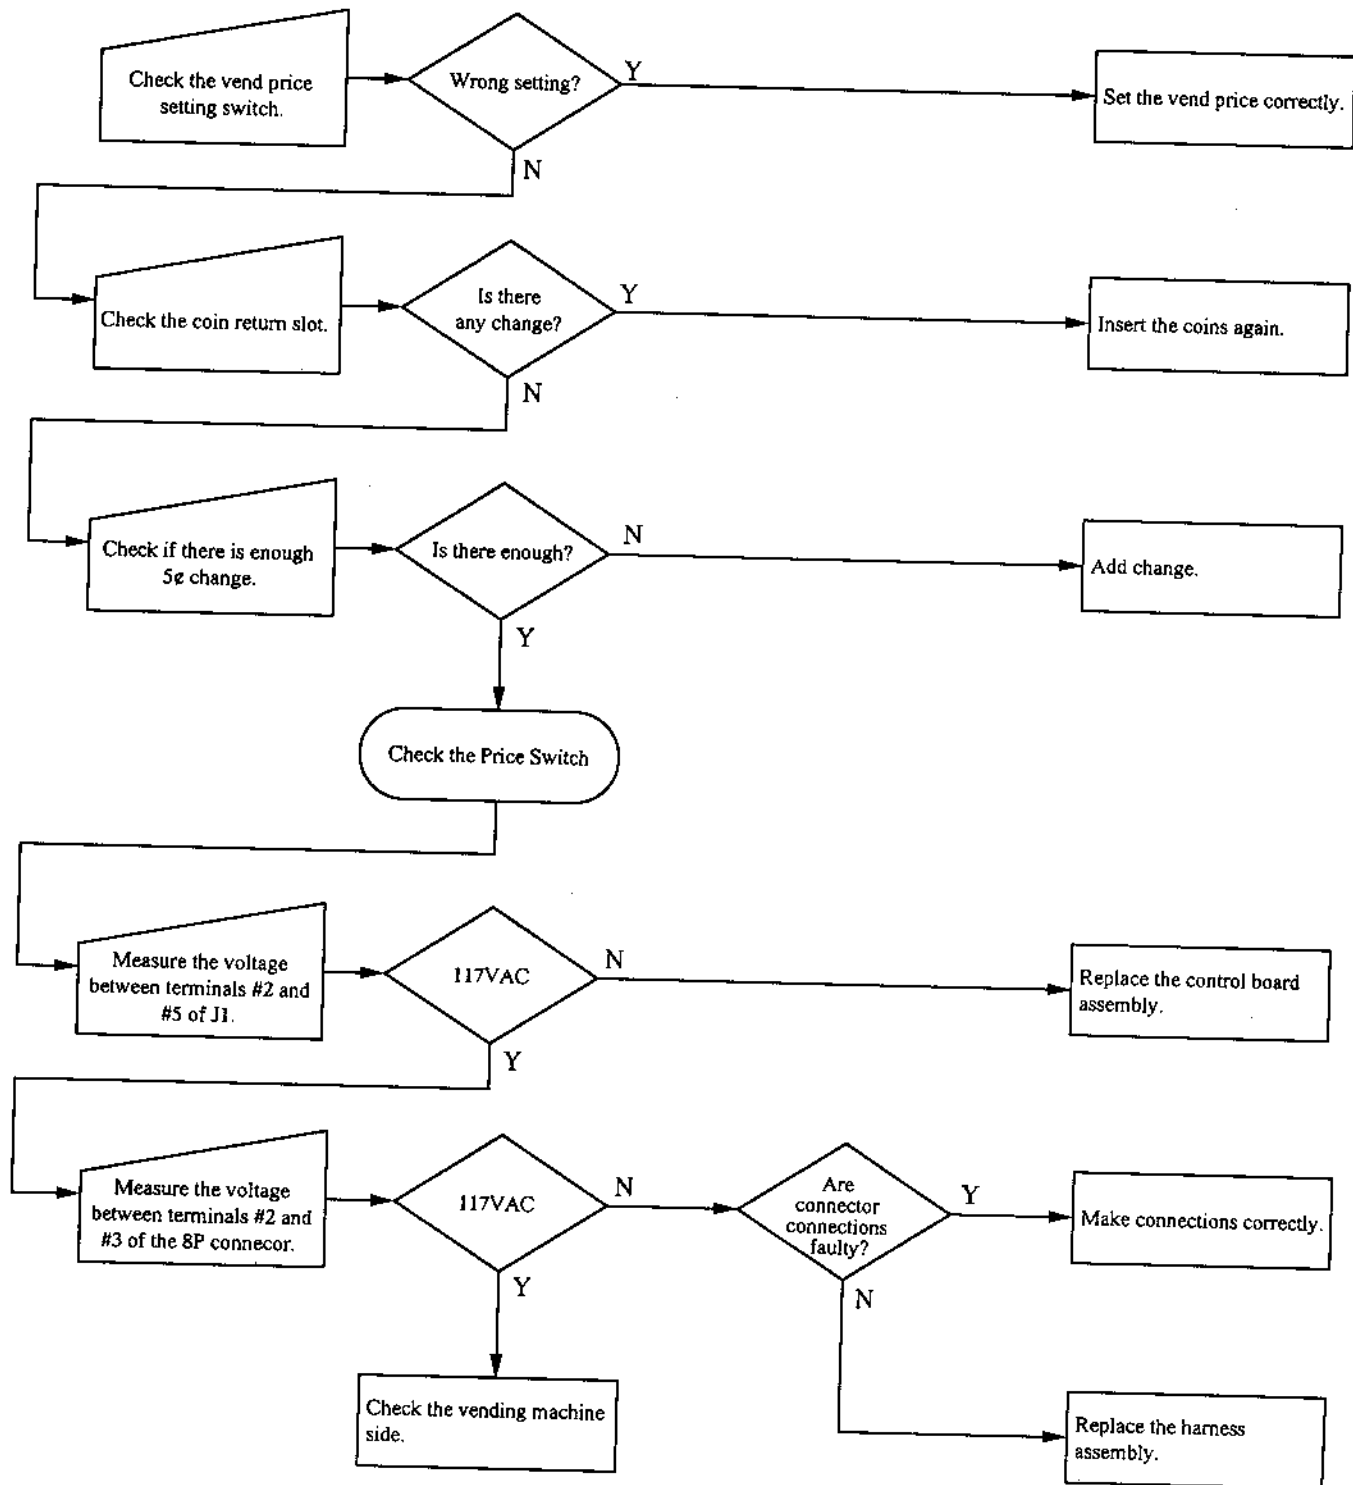 Check the vend price
setting switch.
Wrong setting?
Y
Set the vend price correctly.
N
Check the coin return slot.
Is there
any change?
Y
Insert the coins again.
N
Check if there is enough
5¢ change.
Is there enough?
N
Add change.
Y
Check the Price Switch
Measure the voltage
between terminals #2 and
#5 of J1.
117VAC
N
Replace the control board
assembly.
Y
Measure the voltage
between terminals #2 and
#3 of the 8P connecor.
117VAC
N
Are
connector
connections
faulty?
Y
Make connections correctly.
Y
N
Check the vending machine
side.
Replace the harness
assembly.